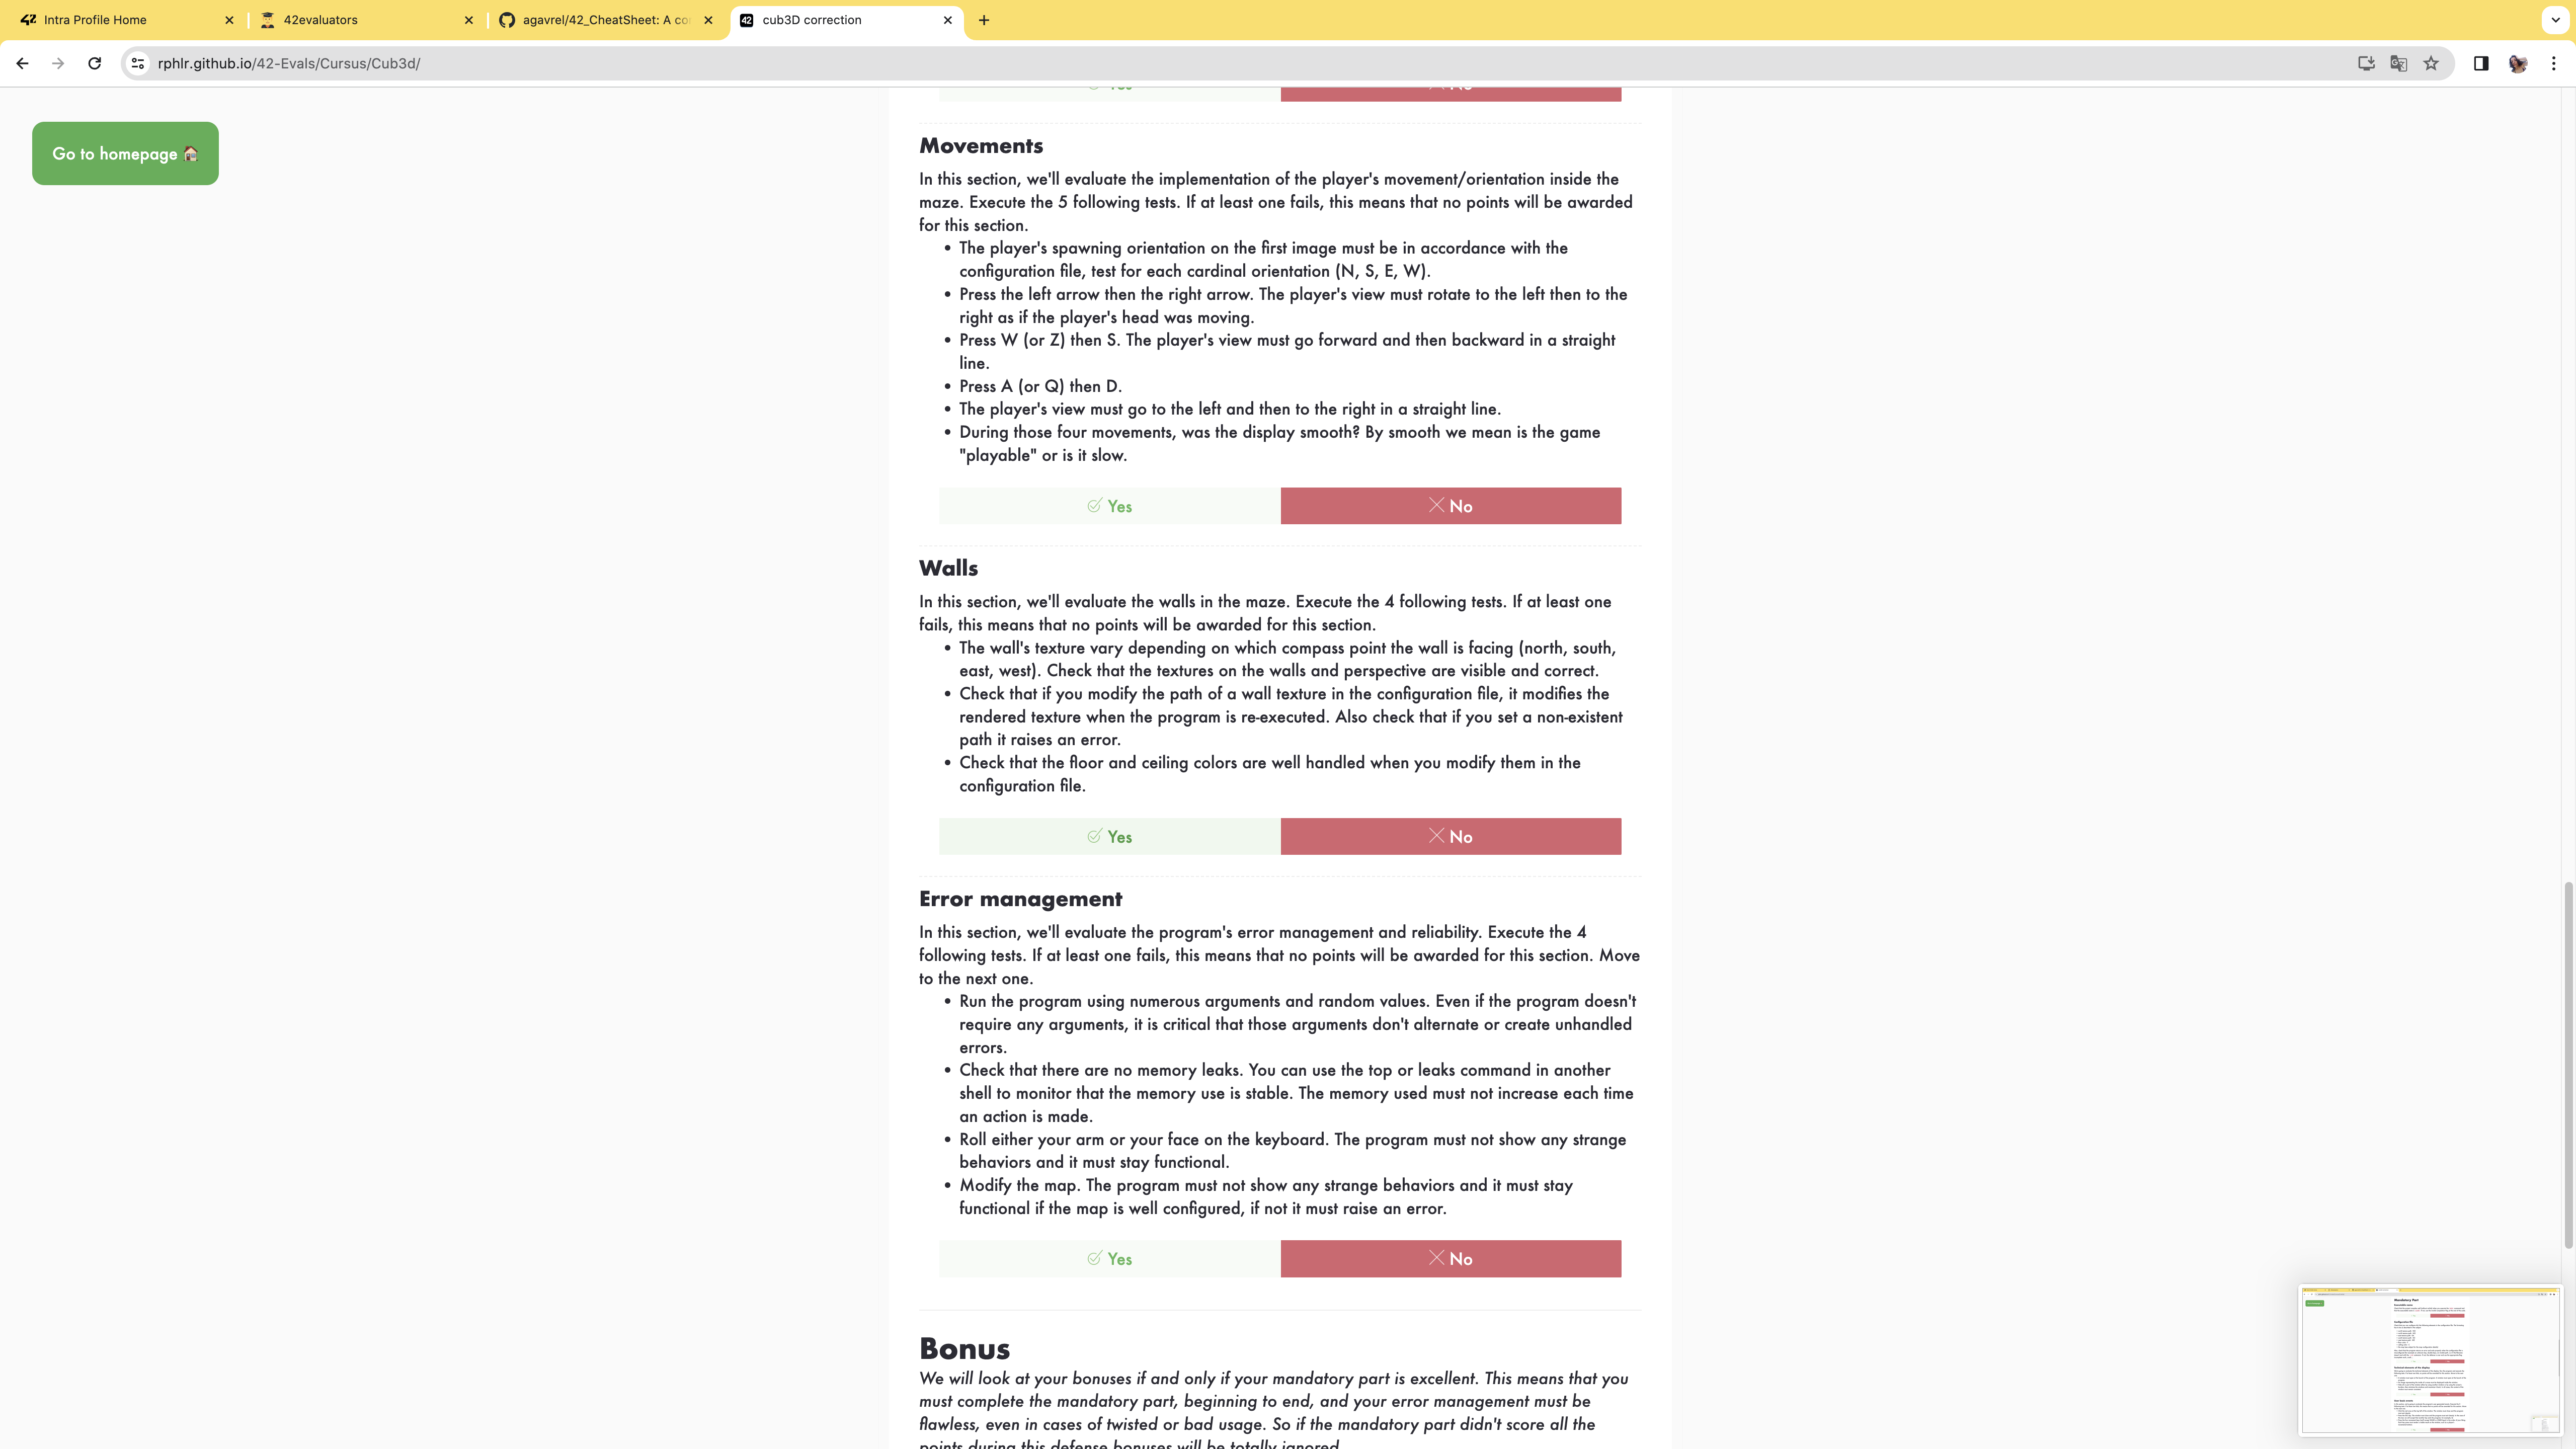 Intra Profile Home
42evaluators
agavrel/42_CheatSheet: A co
cub3D correction
rphlr.github.io/42-Evals/Cursus/Cub3d/
Go to homepage
Movements
In this section, we'll evaluate the implementation of the player's movement/orientation inside the
maze. Execute the 5 following tests. If at least one fails, this means that no points will be awarded
for this section.
• The player's spawning orientation on the first image must be in accordance with the
configuration file, test for each cardinal orientation (N, S, E, W).
• Press the left arrow then the right arrow. The player's view must rotate to the left then to the
right as if the player's head was moving.
• Press W (or Z) then S. The player's view must go forward and then backward in a straight
line.
• Press A (or Q) then D.
• The player's view must go to the left and then to the right in a straight line.
• During those four movements, was the display smooth? By smooth we mean is the game
"playable" or is it slow.
Yes No
Walls
In this section, we'll evaluate the walls in the maze. Execute the 4 following tests. If at least one
fails, this means that no points will be awarded for this section.
• The wall's texture vary depending on which compass point the wall is facing (north, south,
east, west). Check that the textures on the walls and perspective are visible and correct.
• Check that if you modify the path of a wall texture in the configuration file, it modifies the
rendered texture when the program is re-executed. Also check that if you set a non-existent
path it raises an error.
• Check that the floor and ceiling colors are well handled when you modify them in the
configuration file.
Yes No
Error management
In this section, we'll evaluate the program's error management and reliability. Execute the 4
following tests. If at least one fails, this means that no points will be awarded for this section. Move
to the next one.
• Run the program using numerous arguments and random values. Even if the program doesn't
require any arguments, it is critical that those arguments don't alternate or create unhandled
errors.
• Check that there are no memory leaks. You can use the top or leaks command in another
shell to monitor that the memory use is stable. The memory used must not increase each time
an action is made.
• Roll either your arm or your face on the keyboard. The program must not show any strange
behaviors and it must stay functional.
• Modify the map. The program must not show any strange behaviors and it must stay
functional if the map is well configured, if not it must raise an error.
Yes No
Bonus
We will look at your bonuses if and only if your mandatory part is excellent. This means that you
must complete the mandatory part, beginning to end, and your error management must be
flawless, even in cases of twisted or bad usage. So if the mandatory part didn't score all the
points during this defense bonuses will be totally ignored.